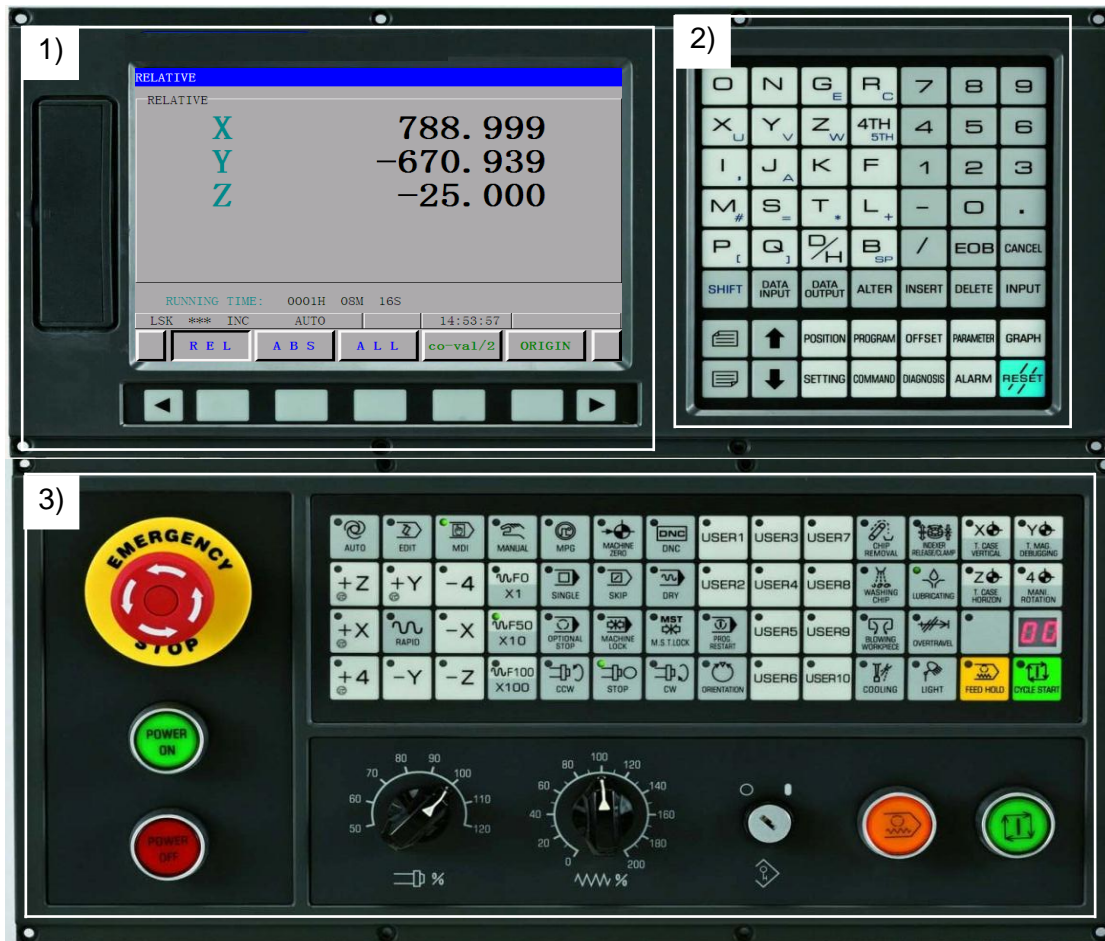 1)
RELATIVE
RELATIVE
X 788.999
Y -670.939
Z -25.000
RUNNING TIME: 0001H 08M 16S
LSK *** INC AUTO 14:53:57
REL ABS ALL co-val/2 ORIGIN
2)
O N G E R C 7 8 9
X U Y V Z W 4TH 5TH 4 5 6
I , J A K F 1 2 3
M # S = T * L + - 0 .
P [ Q ] D/H B SP / EOB CANCEL
SHIFT DATA INPUT DATA OUTPUT ALTER INSERT DELETE INPUT
POSITION PROGRAM OFFSET PARAMETER GRAPH
SETTING COMMAND DIAGNOSIS ALARM RESET
3)
EMERGENCY
STOP
POWER
ON
POWER
OFF
AUTO EDIT MDI MANUAL MPG MACHINE ZERO DNC DNC USER1 USER3 USER7 CHIP REMOVAL INDEXER RELEASE/CLAMP X T. CASE VERTICAL Y T. MAG. DEBUGGING
+Z +Y -4 F0 X1 SINGLE SKIP DRY USER2 USER4 USER8 WASHING CHIP LUBRICATING Z T. CASE HORIZON 4 MANI. ROTATION
+X RAPID -X F50 X10 OPTIONAL STOP MACHINE LOCK MST M.S.T.LOCK PROG. RESTART USER5 USER9 BLOWING WORKPIECE OVERTRAVEL 00
+4 -Y -Z F100 X100 CCW STOP CW ORIENTATION USER6 USER10 COOLING LIGHT FEED HOLD CYCLE START
50 60 70 80 90 100 110 120
%
0 20 40 60 80 100 120 140 160 180 200
%